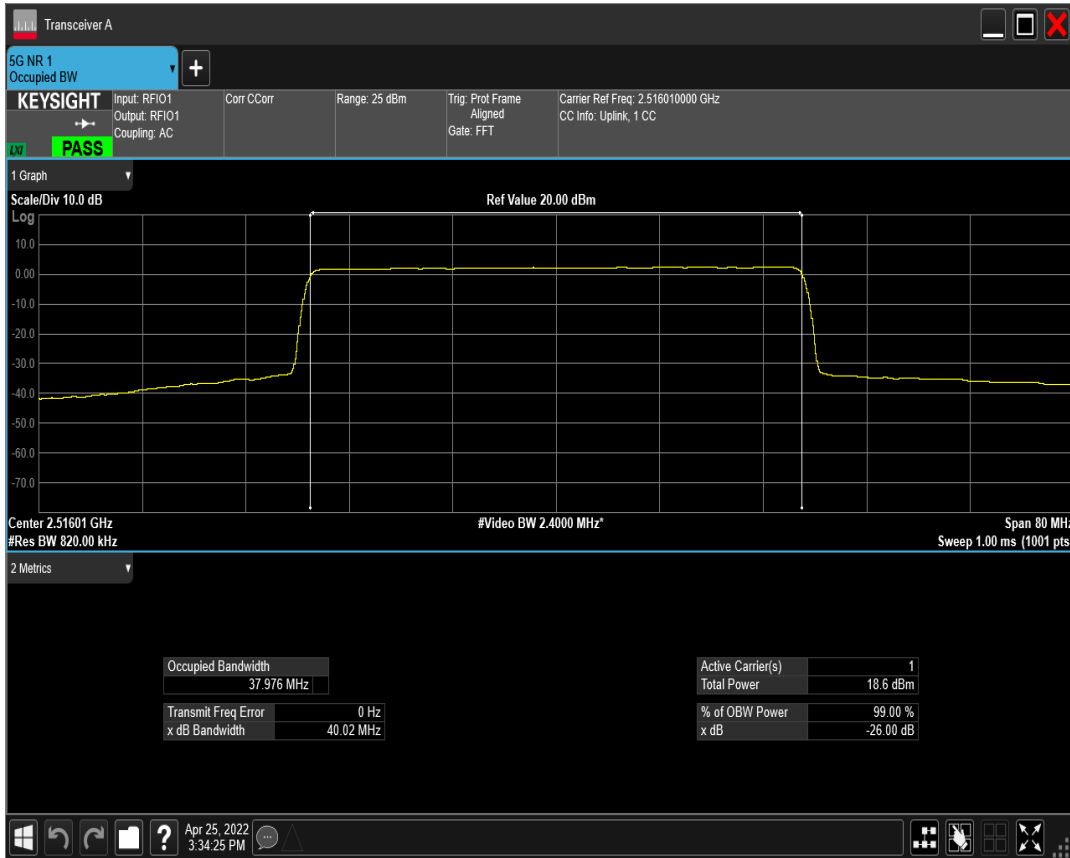 Transceiver A
5G NR 1
Occupied BW
KEYSIGHT
Input: RFIO1
Output: RFIO1
Coupling: AC
Corr CCorr
Range: 25 dBm
Trig: Prot Frame
Aligned
Gate: FFT
Carrier Ref Freq: 2.516010000 GHz
CC Info: Uplink, 1 CC
LXI
PASS
1 Graph
Scale/Div 10.0 dB
Ref Value 20.00 dBm
Log
10.0
0.00
-10.0
-20.0
-30.0
-40.0
-50.0
-60.0
-70.0
Center 2.51601 GHz
#Video BW 2.4000 MHz*
Span 80 MHz
#Res BW 820.00 kHz
Sweep 1.00 ms (1001 pts
2 Metrics
Occupied Bandwidth
37.976 MHz
Transmit Freq Error 0 Hz
x dB Bandwidth 40.02 MHz
Active Carrier(s) 1
Total Power 18.6 dBm
% of OBW Power 99.00 %
x dB -26.00 dB
?
Apr 25, 2022
3:34:25 PM